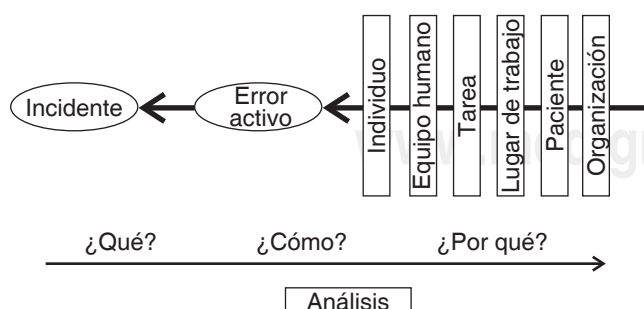 Incidente
Error
activo
Individuo
Equipo humano
Tarea
Lugar de trabajo
Paciente
Organización
¿Qué?
¿Cómo?
¿Por qué?
Análisis